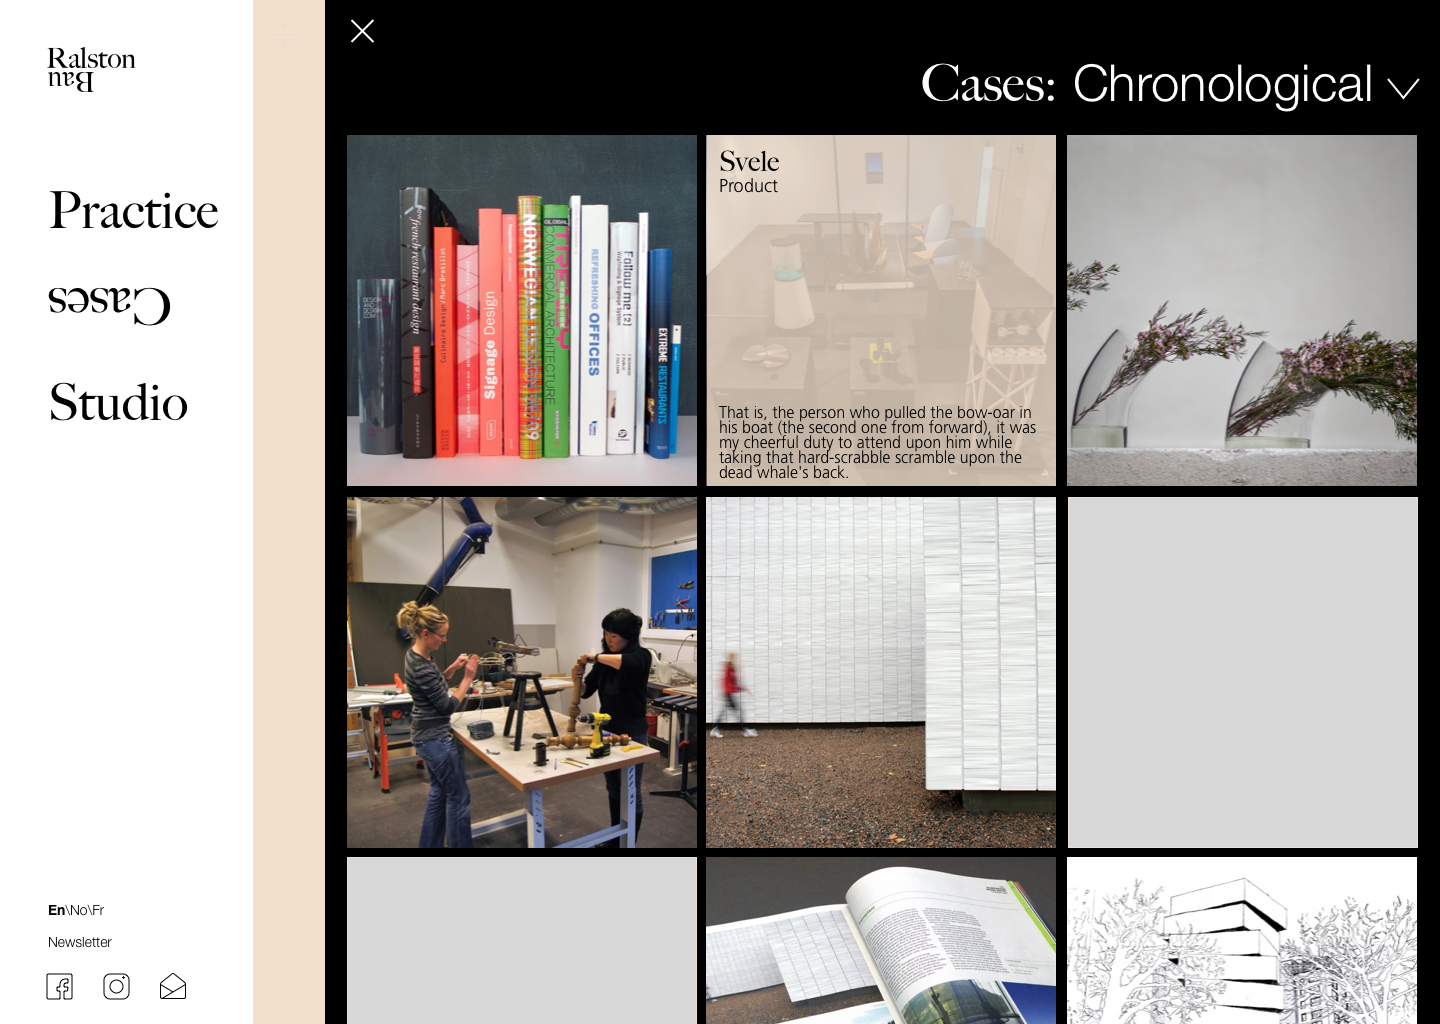 Ralston
Bau
Practice
Cases
Studio
En\No\Fr
Newsletter
Cases: Chronological
french restaurant design
engage Design
NORWEGIAN
COMMERCIAL ARCHITECTURE
REFRESHING OFFICES
Follow me [2]
EXTREME RESTAURANTS
Svele
Product
That is, the person who pulled the bow-oar in
his boat (the second one from forward), it was
my cheerful duty to attend upon him while
taking that hard-scrabble scramble upon the
dead whale's back.